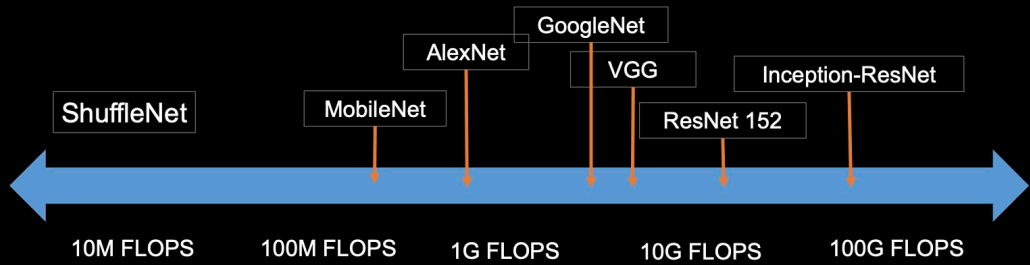 GoogleNet
AlexNet
VGG
Inception-ResNet
ShuffleNet
MobileNet
ResNet 152
10M FLOPS
100M FLOPS
1G FLOPS
10G FLOPS
100G FLOPS